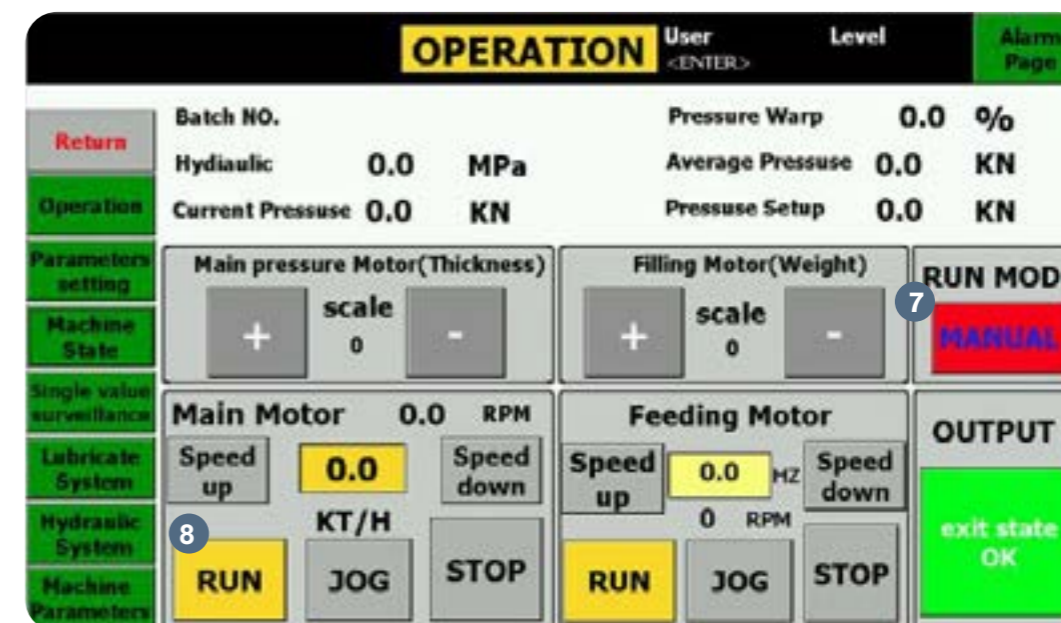 OPERATION
User
Level
<ENTER>
Alarm
Page
Return
Operation
Parameters
setting
Machine
State
Single value
surveillance
Lubricate
System
Hydraulic
System
Machine
Parameters
Batch NO.
Hydiaulic 0.0 MPa
Current Pressuse 0.0 KN
Pressure Warp 0.0 %
Average Pressuse 0.0 KN
Pressuse Setup 0.0 KN
Main pressure Motor(Thickness)
+
scale
0
-
Filling Motor(Weight)
+
scale
0
-
RUN MOD
7
MANUAL
Main Motor 0.0 RPM
Speed
up
0.0
Speed
down
KT/H
8
RUN
JOG
STOP
Feeding Motor
Speed
up
0.0 HZ
Speed
down
0 RPM
RUN
JOG
STOP
OUTPUT
exit state
OK